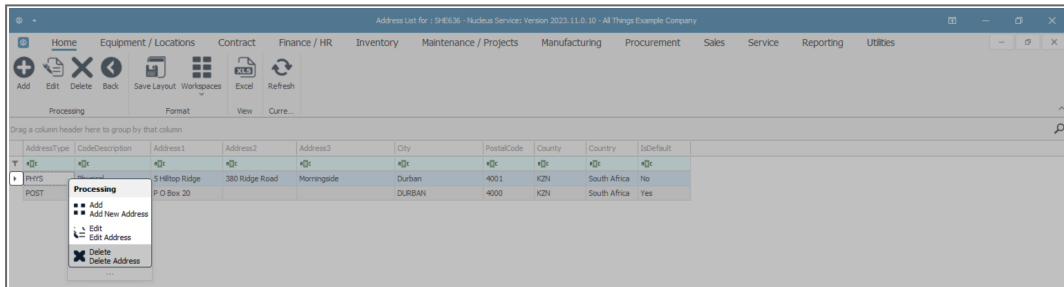 Address List for : SHE636 - Nucleus Service: Version 2023.11.0.10 - All Things Example Company
Home Equipment / Locations Contract Finance / HR Inventory Maintenance / Projects Manufacturing Procurement Sales Service Reporting Utilities
Add Edit Delete Back Save Layout Workspaces Excel Refresh
Processing Format View Curre...
Drag a column header here to group by that column
AddressType CodeDescription Address1 Address2 Address3 City PostalCode County Country IsDefault
PHYS Physical 5 Hilltop Ridge 380 Ridge Road Morningside Durban 4001 KZN South Africa No
POST P O Box 20 DURBAN 4000 KZN South Africa Yes
Processing
Add
Add New Address
Edit
Edit Address
Delete
Delete Address
...